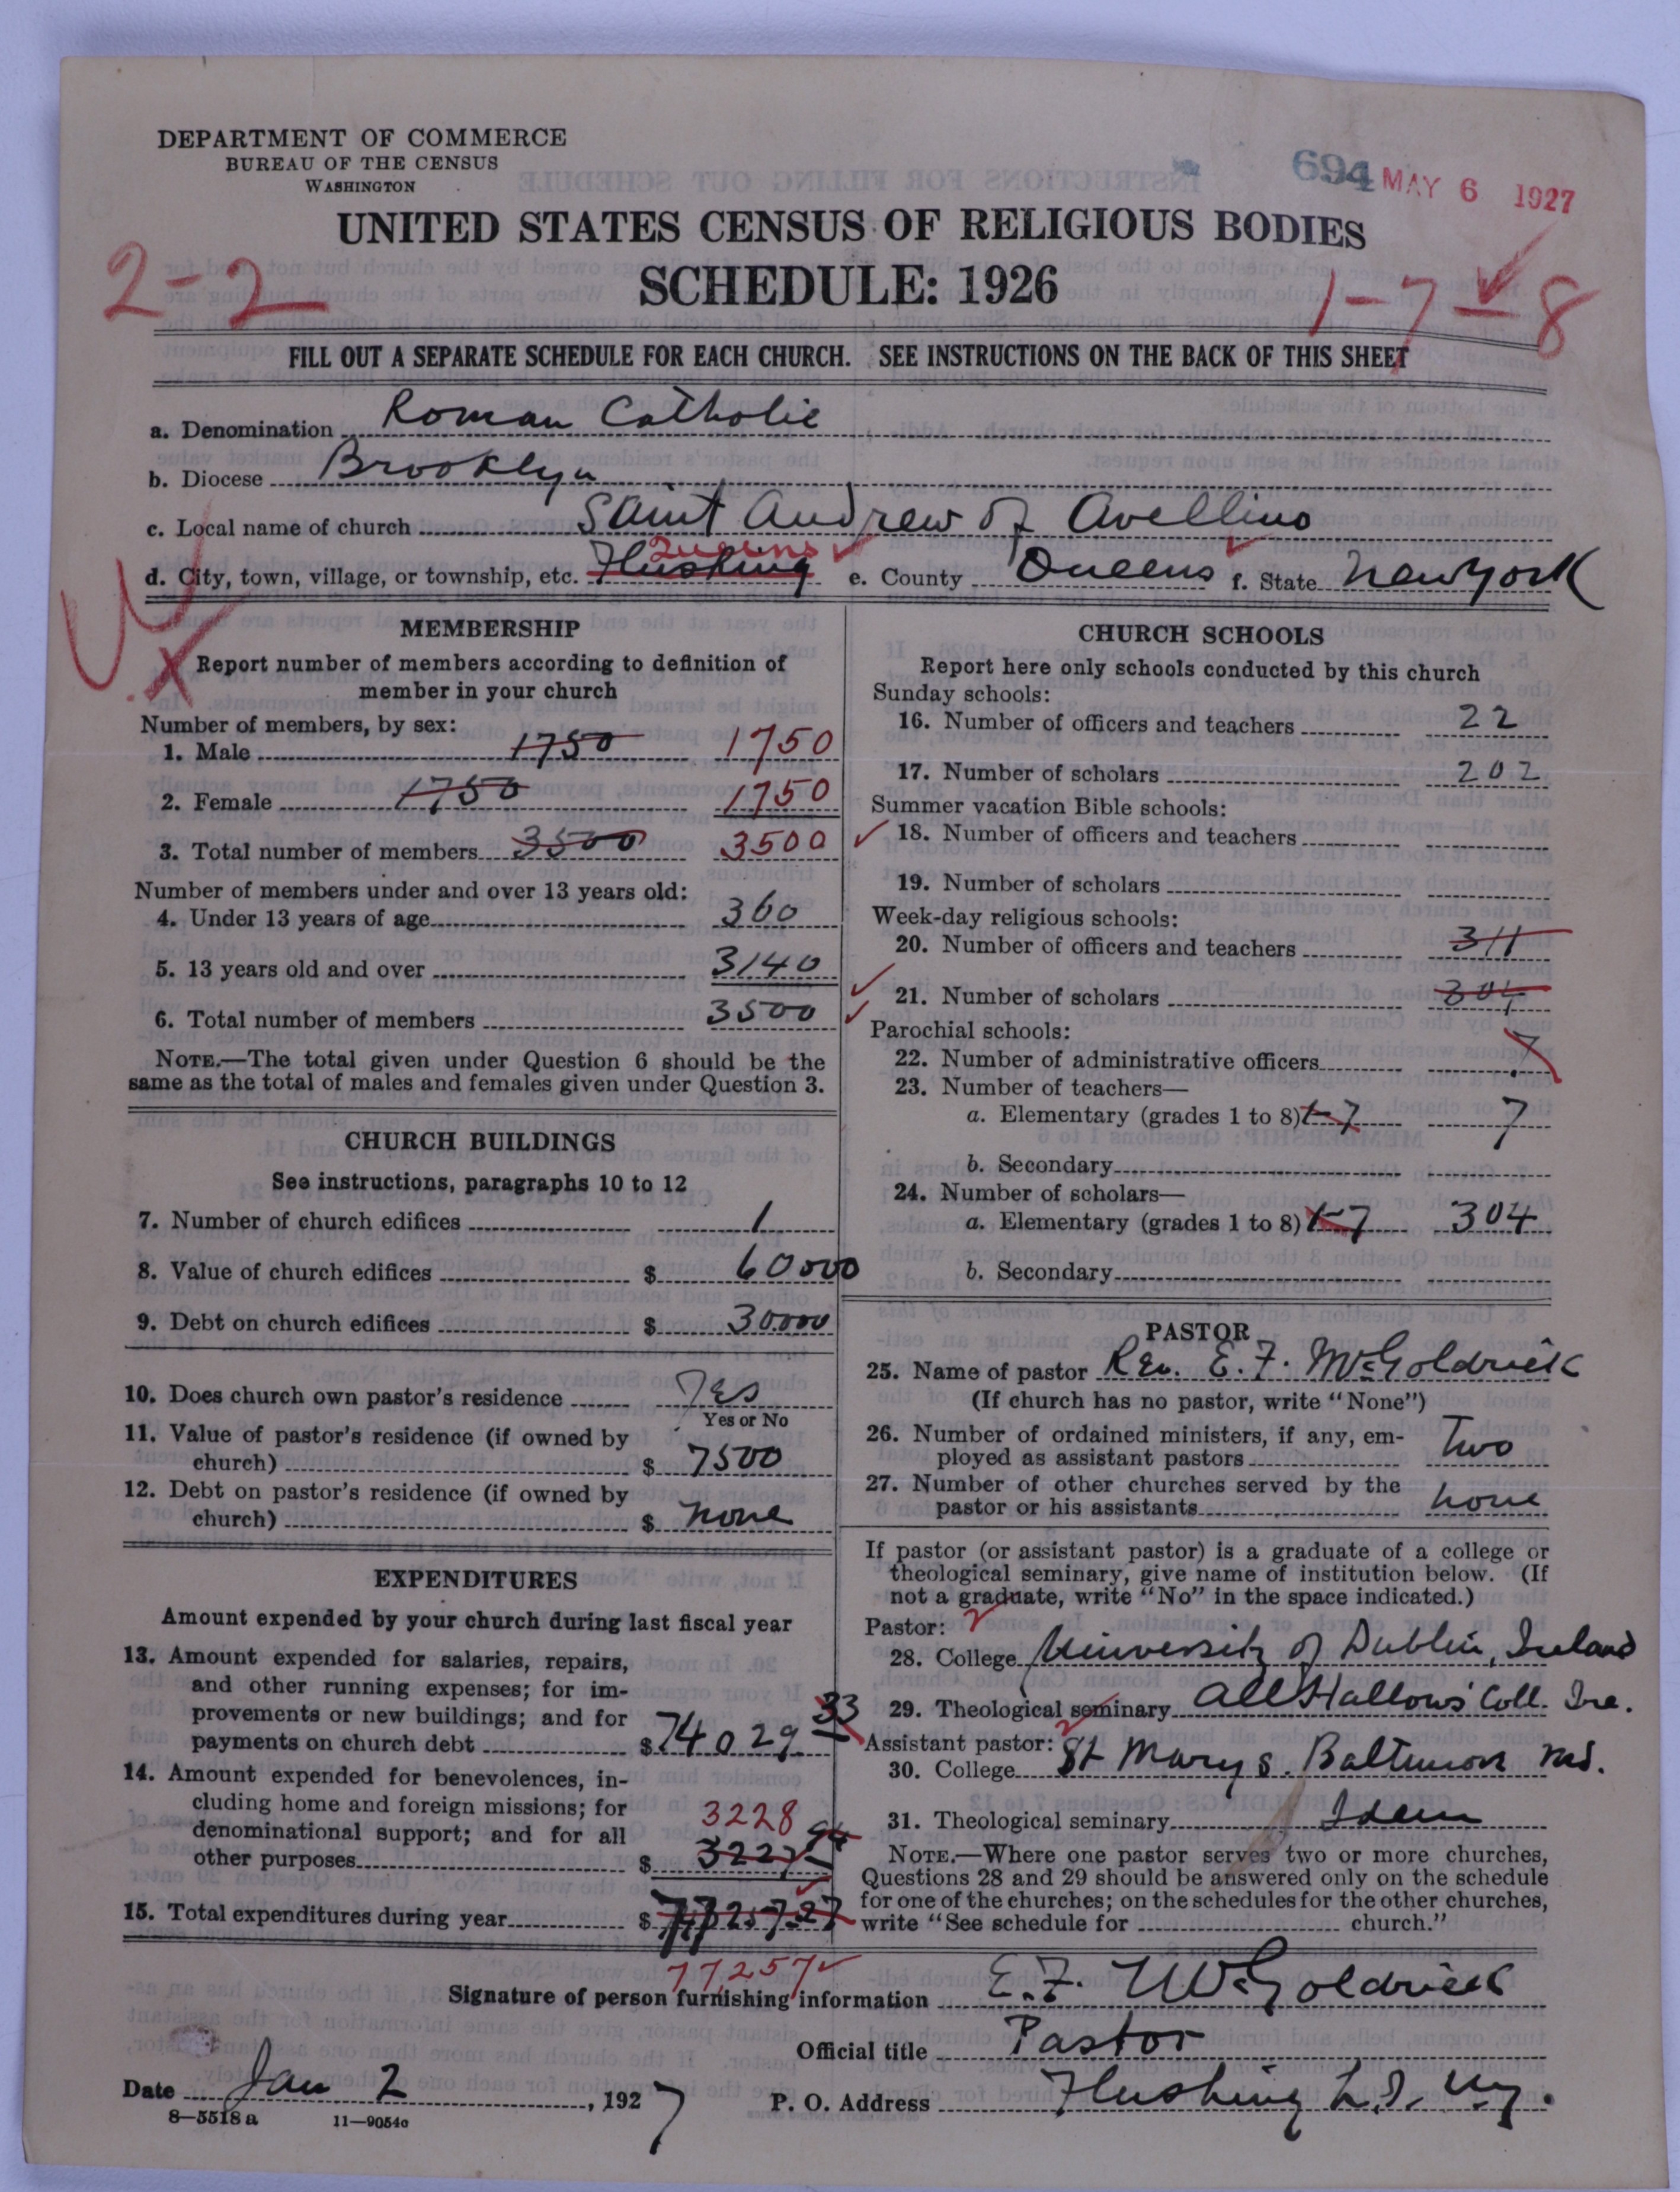 DEPARTMENT OF COMMERCE
BUREAU OF THE CENSUS
WASHINGTON
694 MAY 6 1927
UNITED STATES CENSUS OF RELIGIOUS BODIES
SCHEDULE: 1926
2-2
1-7-8
FILL OUT A SEPARATE SCHEDULE FOR EACH CHURCH. SEE INSTRUCTIONS ON THE BACK OF THIS SHEET
a. Denomination Roman Catholic
b. Diocese Brooklyn
c. Local name of church Saint Andrew of Avellino
Queens
d. City, town, village, or township, etc. Flushing e. County Queens f. State New York
MEMBERSHIP
Report number of members according to definition of
member in your church
Number of members, by sex:
1. Male 1750 1750
2. Female 1750 1750
3. Total number of members 3500 3500
Number of members under and over 13 years old:
4. Under 13 years of age 360
5. 13 years old and over 3140
6. Total number of members 3500
NOTE.—The total given under Question 6 should be the
same as the total of males and females given under Question 3.
CHURCH BUILDINGS
See instructions, paragraphs 10 to 12
7. Number of church edifices 1
8. Value of church edifices $ 60000
9. Debt on church edifices $ 30.000
10. Does church own pastor's residence Yes
Yes or No
11. Value of pastor's residence (if owned by
church) $ 7500
12. Debt on pastor's residence (if owned by
church) $ none
EXPENDITURES
Amount expended by your church during last fiscal year
13. Amount expended for salaries, repairs,
and other running expenses; for im-
provements or new buildings; and for
payments on church debt $ 74029 33
14. Amount expended for benevolences, in-
cluding home and foreign missions; for
denominational support; and for all 3228
other purposes $ 3227 94
15. Total expenditures during year $ 77257.27
77257
CHURCH SCHOOLS
Report here only schools conducted by this church
Sunday schools:
16. Number of officers and teachers 22
17. Number of scholars 202
Summer vacation Bible schools:
18. Number of officers and teachers
19. Number of scholars
Week-day religious schools:
20. Number of officers and teachers 311
21. Number of scholars 304
Parochial schools:
22. Number of administrative officers 7
23. Number of teachers—
a. Elementary (grades 1 to 8) 1-7 7
b. Secondary
24. Number of scholars—
a. Elementary (grades 1 to 8) 1-7 304
b. Secondary
PASTOR
25. Name of pastor Rev. E. F. McGoldrick
(If church has no pastor, write "None")
26. Number of ordained ministers, if any, em-
ployed as assistant pastors Two
27. Number of other churches served by the
pastor or his assistants none
If pastor (or assistant pastor) is a graduate of a college or
theological seminary, give name of institution below. (If
not a graduate, write "No" in the space indicated.)
Pastor:
28. College University of Dublin, Ireland
29. Theological seminary All Hallows' Coll. Ire.
Assistant pastor:
30. College St Marys. Baltimore Md.
31. Theological seminary Idem
NOTE.—Where one pastor serves two or more churches,
Questions 28 and 29 should be answered only on the schedule
for one of the churches; on the schedules for the other churches,
write "See schedule for church."
Signature of person furnishing information E. F. McGoldrick
Official title Pastor
Date Jan 2, 1927 P. O. Address Flushing L. I. N.Y.
8—5518 a 11—9054c